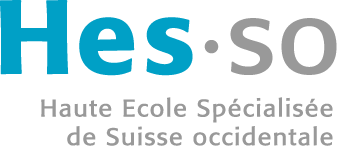 Hes·so
Haute Ecole Spécialisée
de Suisse occidentale